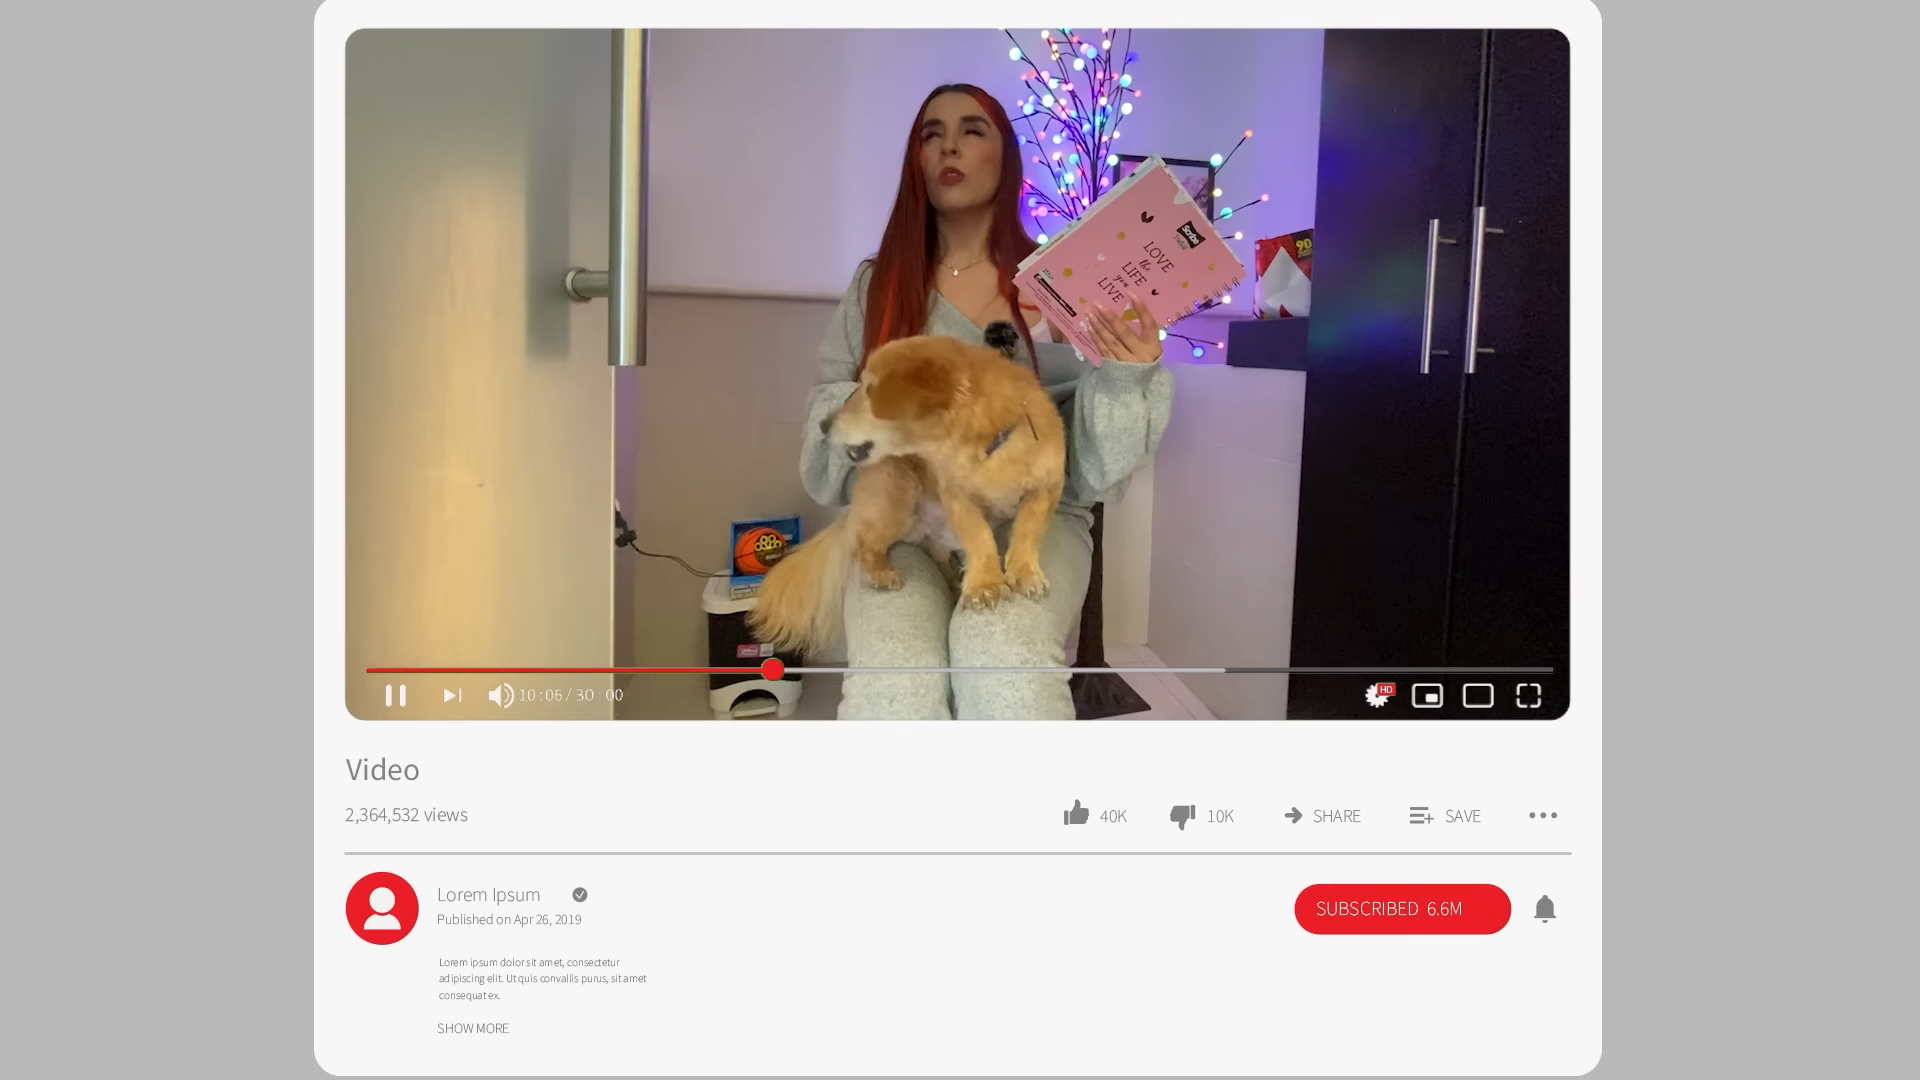 Scribe
LOVE
the
LIFE
you
LIVE
90
10:06 / 30:00
HD
Video
2,364,532 views
40K
10K
SHARE
SAVE
Lorem Ipsum
Published on Apr 26, 2019
SUBSCRIBED 6.6M
Lorem ipsum dolor sit amet, consectetur
adipiscing elit. Ut quis convallis purus, sit amet
consequat ex.
SHOW MORE